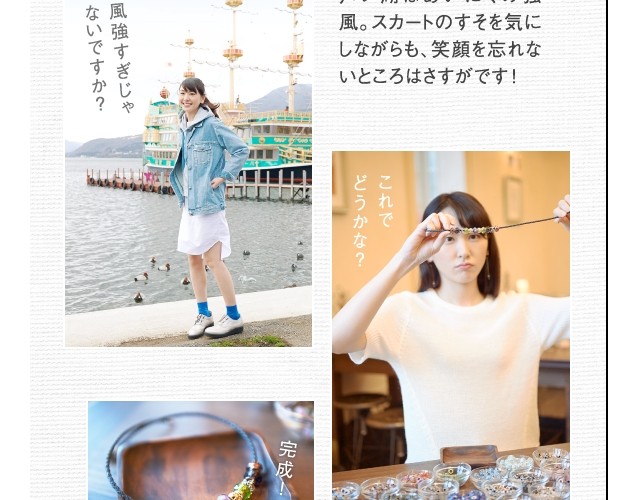 風強すぎじゃ
ないですか?
風。スカートのすそを気に
しながらも、笑顔を忘れな
いところはさすがです!
これで
どうかな?
完成!